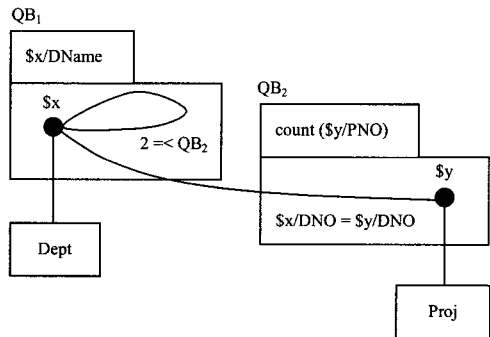 QB₁
$x/DName
$x
2 =< QB₂
Dept
QB₂
count ($y/PNO)
$y
$x/DNO = $y/DNO
Proj